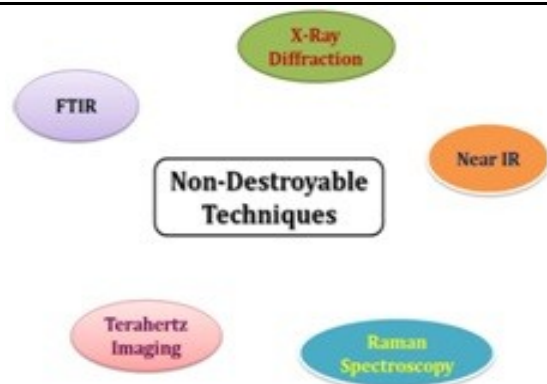 X-Ray
Diffraction
FTIR
Near IR
Non-Destroyable
Techniques
Terahertz
Imaging
Raman
Spectroscopy